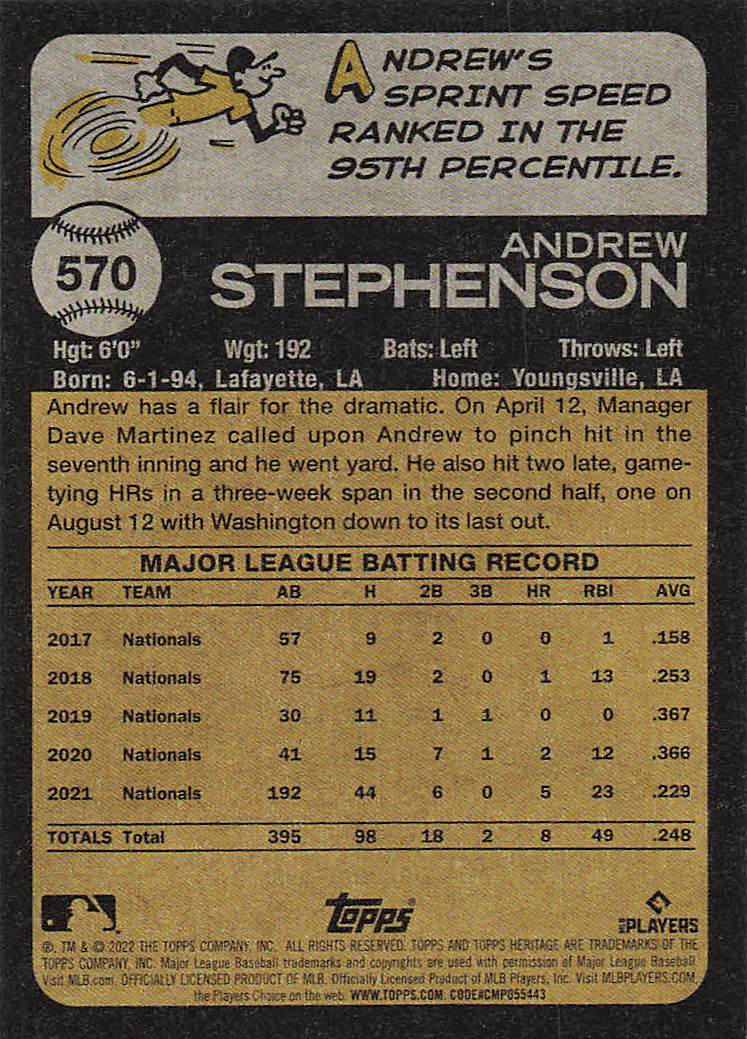 ANDREW'S
SPRINT SPEED
RANKED IN THE
95TH PERCENTILE.
570
ANDREW
STEPHENSON
Hgt: 6'0" Wgt: 192 Bats: Left Throws: Left
Born: 6-1-94, Lafayette, LA Home: Youngsville, LA
Andrew has a flair for the dramatic. On April 12, Manager
Dave Martinez called upon Andrew to pinch hit in the
seventh inning and he went yard. He also hit two late, game-
tying HRs in a three-week span in the second half, one on
August 12 with Washington down to its last out.
MAJOR LEAGUE BATTING RECORD
YEAR TEAM AB H 2B 3B HR RBI AVG
2017 Nationals 57 9 2 0 0 1 .158
2018 Nationals 75 19 2 0 1 13 .253
2019 Nationals 30 11 1 1 0 0 .367
2020 Nationals 41 15 7 1 2 12 .366
2021 Nationals 192 44 6 0 5 23 .229
TOTALS Total 395 98 18 2 8 49 .248
Topps®
MLB PLAYERS
®, TM & © 2022 THE TOPPS COMPANY, INC. ALL RIGHTS RESERVED. TOPPS AND TOPPS HERITAGE ARE TRADEMARKS OF THE
TOPPS COMPANY, INC. Major League Baseball trademarks and copyrights are used with permission of Major League Baseball.
Visit MLB.com. OFFICIALLY LICENSED PRODUCT OF MLB. Officially Licensed Product of MLB Players, Inc. Visit MLBPLAYERS.COM,
the Players Choice on the web. WWW.TOPPS.COM. CODE#CMP055443